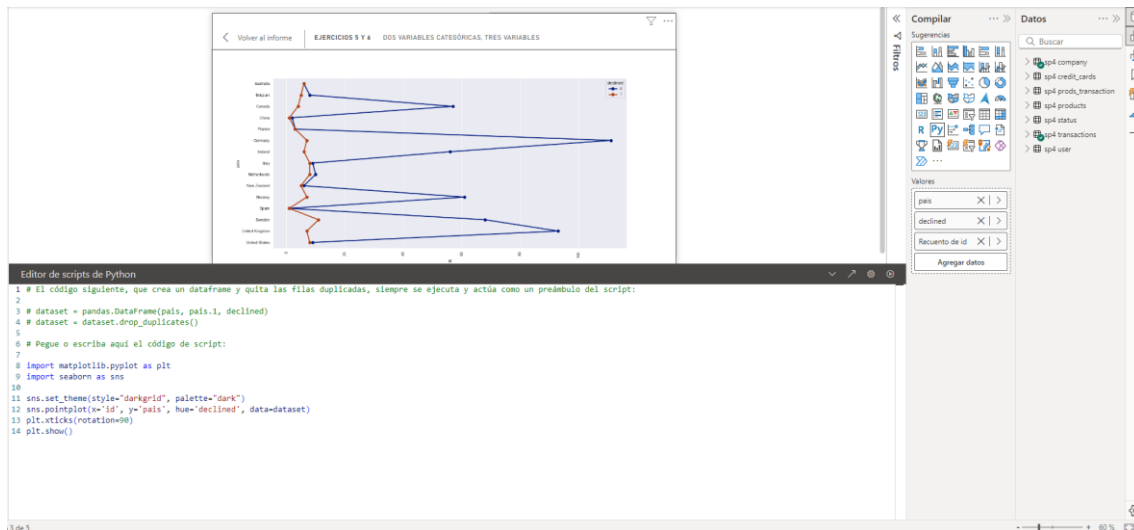 Volver al informe
EJERCICIOS 5 Y 6 DOS VARIABLES CATEGÓRICAS. TRES VARIABLES
Australia
Belgium
Canada
China
France
Germany
Ireland
Italy
Netherlands
New Zealand
Norway
Spain
Sweden
United Kingdom
United States
pais
declined
0
1
Filtros
Compilar
Sugerencias
R Py
Valores
pais
declined
Recuento de id
Agregar datos
Datos
Buscar
sp4 company
sp4 credit_cards
sp4 prods_transaction
sp4 products
sp4 status
sp4 transactions
sp4 user
Editor de scripts de Python
1 # El código siguiente, que crea un dataframe y quita las filas duplicadas, siempre se ejecuta y actúa como un preámbulo del script:
2
3 # dataset = pandas.DataFrame(pais, pais.1, declined)
4 # dataset = dataset.drop_duplicates()
5
6 # Pegue o escriba aquí el código de script:
7
8 import matplotlib.pyplot as plt
9 import seaborn as sns
10
11 sns.set_theme(style="darkgrid", palette="dark")
12 sns.pointplot(x='id', y='pais', hue='declined', data=dataset)
13 plt.xticks(rotation=90)
14 plt.show()
3 de 5
60 %